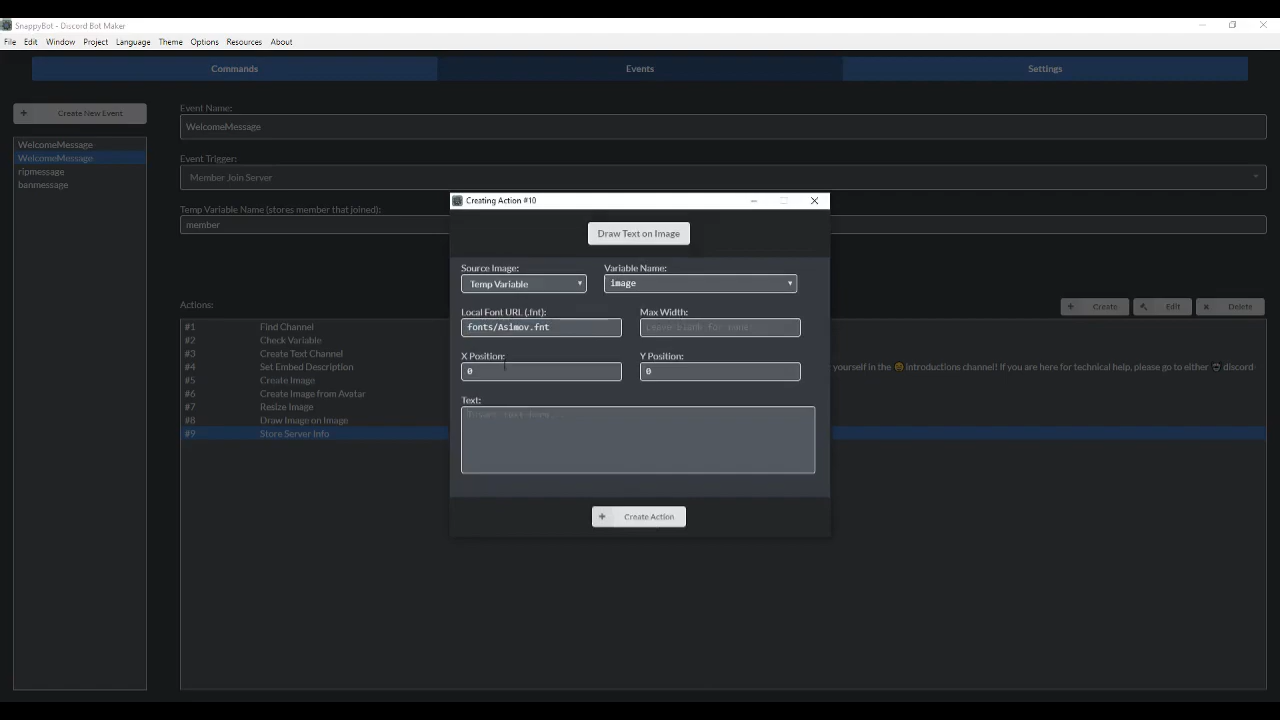 SnappyBot - Discord Bot Maker
File Edit Window Project Language Theme Options Resources About
Commands Events Settings
+ Create New Event
WelcomeMessage
WelcomeMessage
ripmessage
banmessage
Event Name:
WelcomeMessage
Event Trigger:
Member Join Server
Temp Variable Name (stores member that joined):
member
Actions:
+ Create Edit Delete
#1 Find Channel
#2 Check Variable
#3 Create Text Channel
#4 Set Embed Description yourself in the 😊 Introductions channel! If you are here for technical help, please go to either discord-
#5 Create Image
#6 Create Image from Avatar
#7 Resize Image
#8 Draw Image on Image
#9 Store Server Info
Creating Action #10
Draw Text on Image
Source Image: Variable Name:
Temp Variable image
Local Font URL (.fnt): Max Width:
fonts/Asimov.fnt Leave blank for none.
X Position: Y Position:
0 0
Text:
Insert text here...
+ Create Action